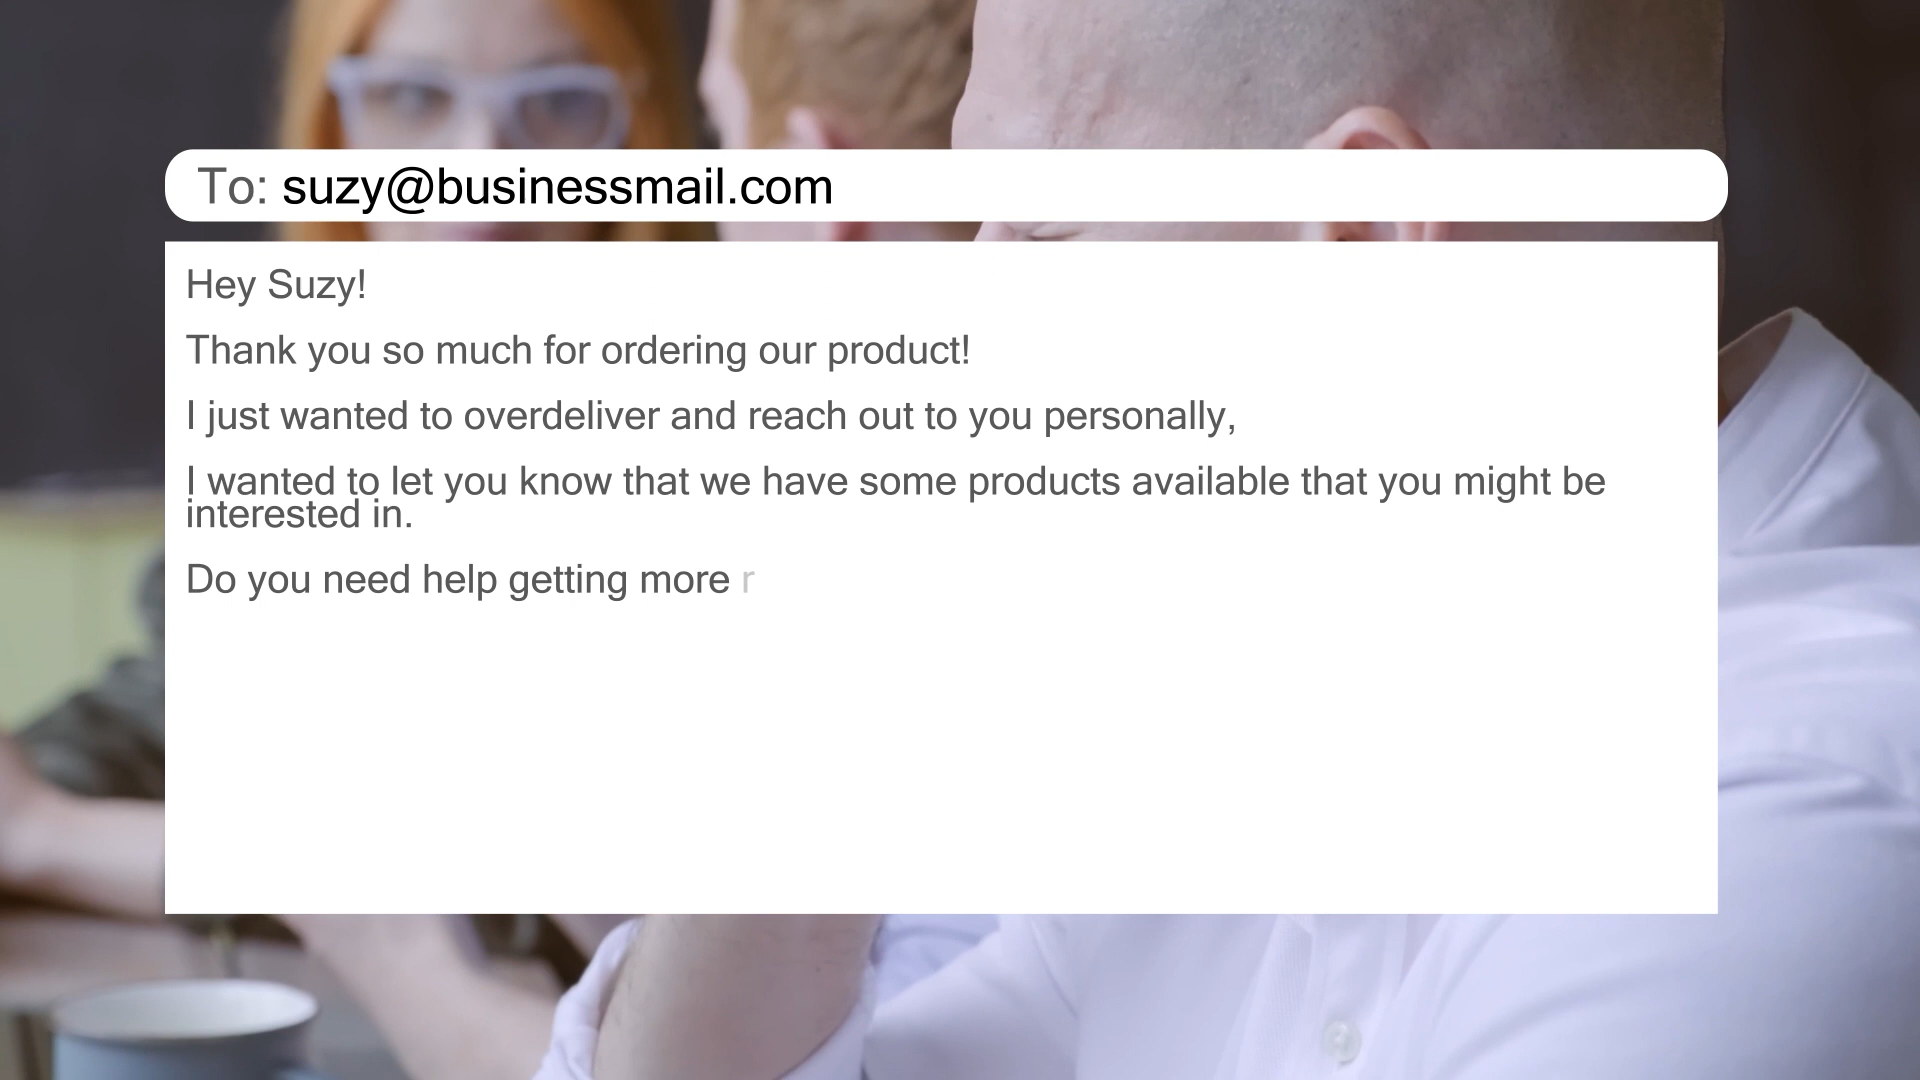 To: suzy@businessmail.com
Hey Suzy!
Thank you so much for ordering our product!
I just wanted to overdeliver and reach out to you personally,
I wanted to let you know that we have some products available that you might be
interested in.
Do you need help getting more r